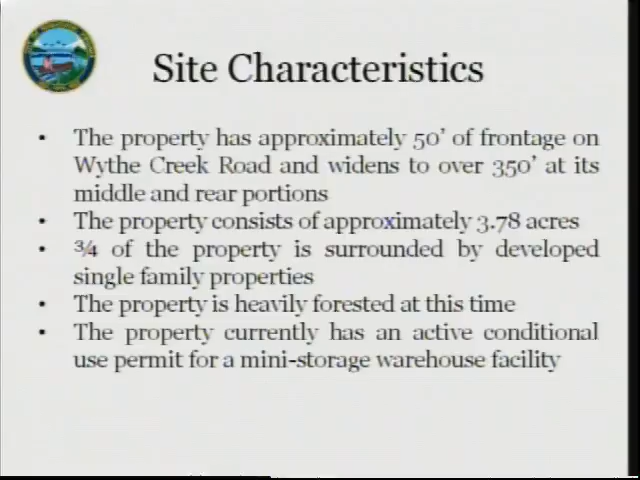 Site Characteristics
• The property has approximately 50' of frontage on
Wythe Creek Road and widens to over 350' at its
middle and rear portions
• The property consists of approximately 3.78 acres
• ¾ of the property is surrounded by developed
single family properties
• The property is heavily forested at this time
• The property currently has an active conditional
use permit for a mini-storage warehouse facility